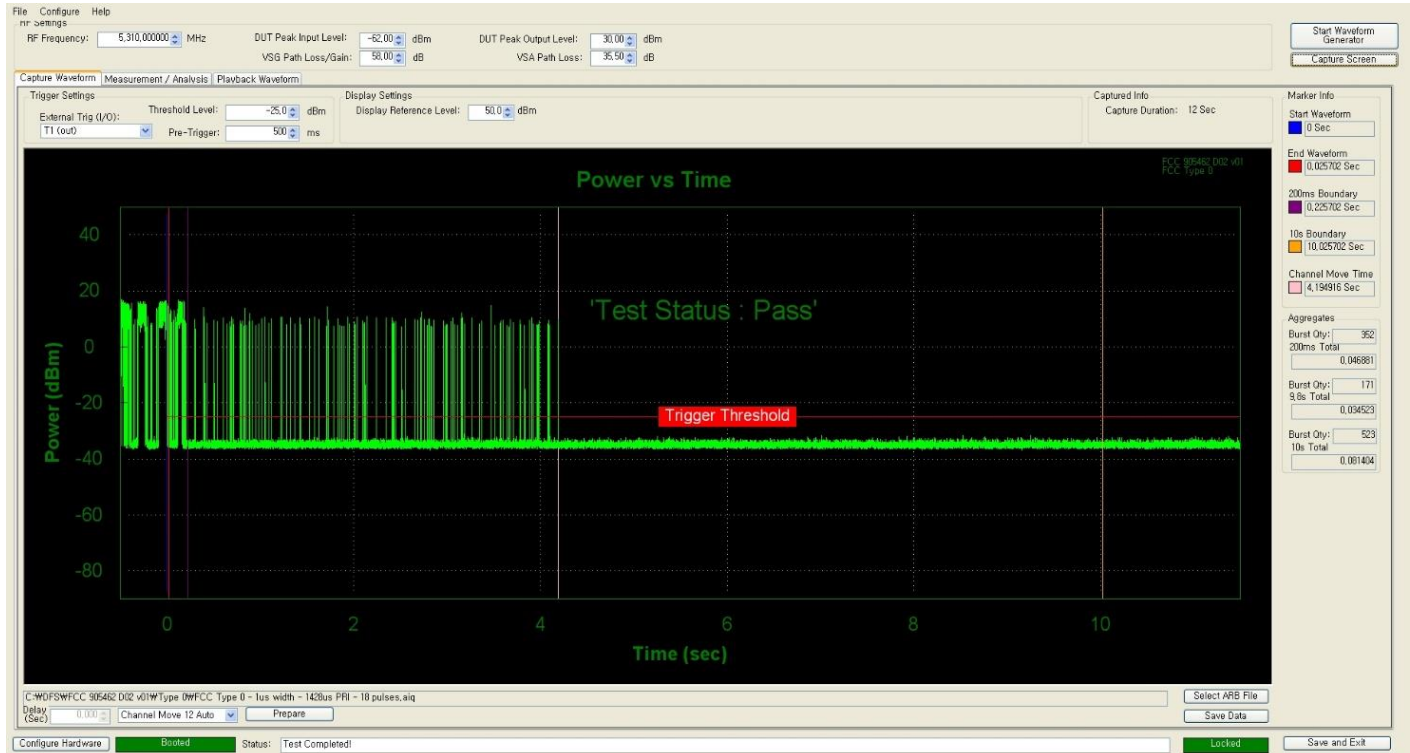 File Configure Help
RF Settings
RF Frequency: 5,310,000000 MHz DUT Peak Input Level: -62,00 dBm DUT Peak Output Level: 30,00 dBm
VSG Path Loss/Gain: 58,00 dB VSA Path Loss: 35,50 dB
Start Waveform Generator
Capture Screen
Capture Waveform Measurement / Analysis Playback Waveform
Trigger Settings
External Trig (I/O):
T1 (out)
Threshold Level: -25,0 dBm
Pre-Trigger: 500 ms
Display Settings
Display Reference Level: 50,0 dBm
Captured Info
Capture Duration: 12 Sec
Marker Info
Start Waveform
0 Sec
End Waveform
0,025702 Sec
200ms Boundary
0,225702 Sec
10s Boundary
10,025702 Sec
Channel Move Time
4,194916 Sec
Aggregates
Burst Qty: 352
200ms Total
0,046881
Burst Qty: 171
9,8s Total
0,034523
Burst Qty: 523
10s Total
0,081404
FCC 905462 D02 v01
FCC Type 0
Power vs Time
40
20
0
-20
-40
-60
-80
Power (dBm)
'Test Status : Pass'
Trigger Threshold
0 2 4 6 8 10
Time (sec)
C:₩DFS₩FCC 905462 D02 v01₩Type 0₩FCC Type 0 - 1us width - 1428us PRI - 18 pulses,aiq
Select ARB File
Delay (Sec) 0,000 Channel Move 12 Auto Prepare
Save Data
Configure Hardware Booted Status: Test Completed! Locked Save and Exit